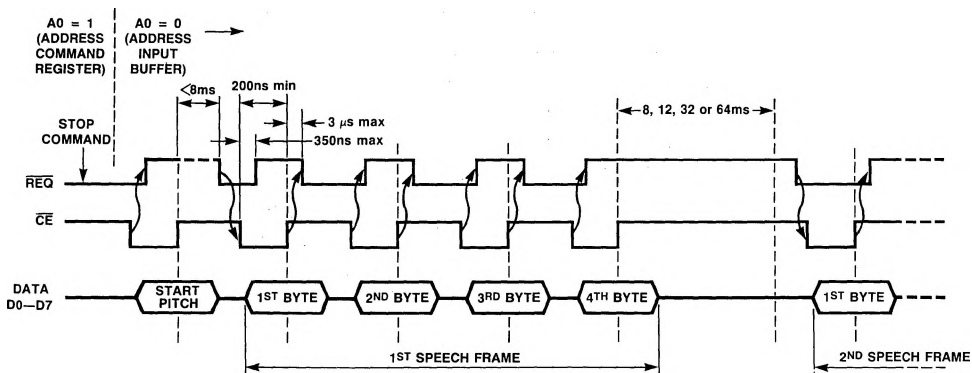 A0 = 1
(ADDRESS
COMMAND
REGISTER)
A0 = 0
(ADDRESS
INPUT
BUFFER)
STOP
COMMAND
<8ms
200ns min
3 μs max
350ns max
8, 12, 32 or 64ms
REQ
CE
DATA
D0—D7
START
PITCH
1ST BYTE
2ND BYTE
3RD BYTE
4TH BYTE
1ST BYTE
1ST SPEECH FRAME
2ND SPEECH FRAME